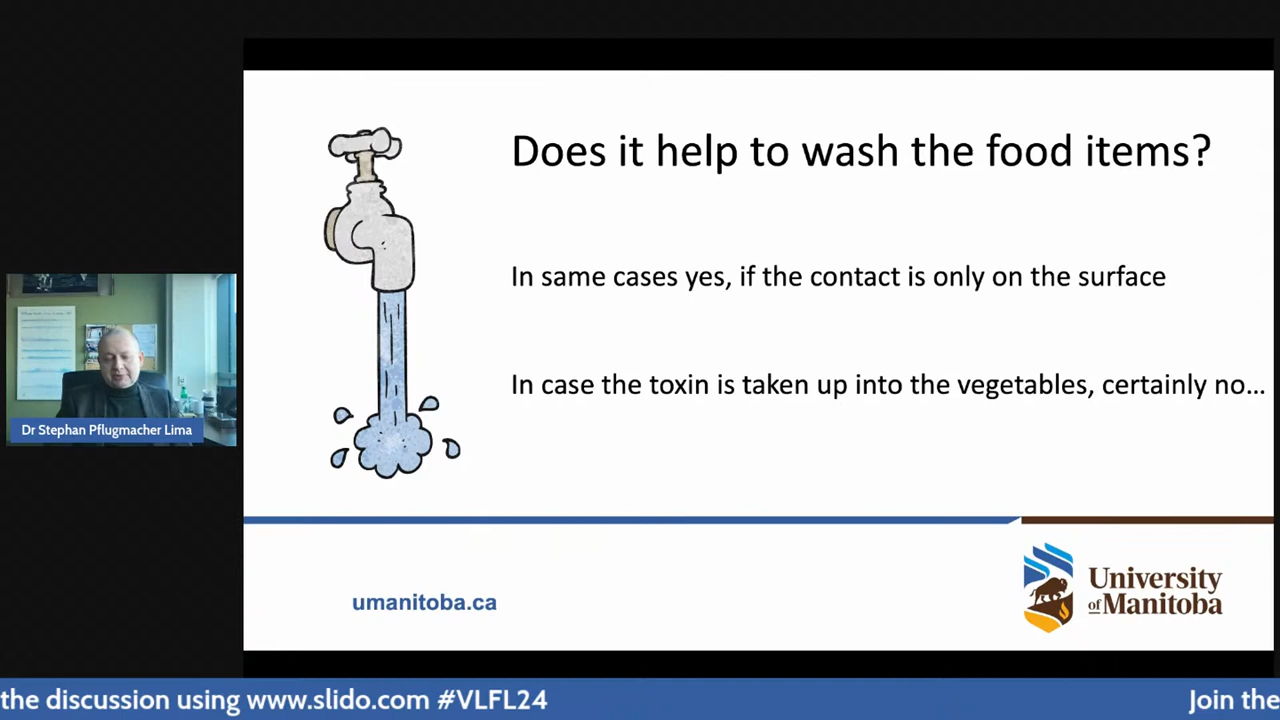 Does it help to wash the food items?
In same cases yes, if the contact is only on the surface
In case the toxin is taken up into the vegetables, certainly no...
Dr Stephan Pflugmacher Lima
umanitoba.ca
University
of Manitoba
the discussion using www.slido.com #VLFL24
Join the